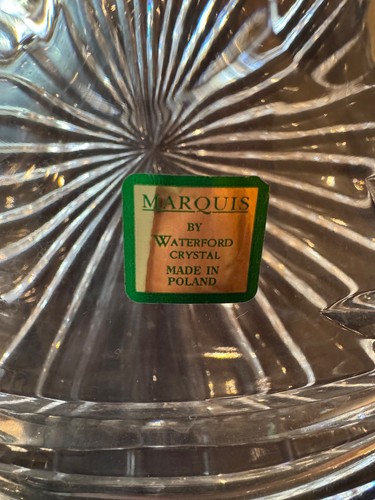 MARQUIS
BY
WATERFORD
CRYSTAL
MADE IN
POLAND